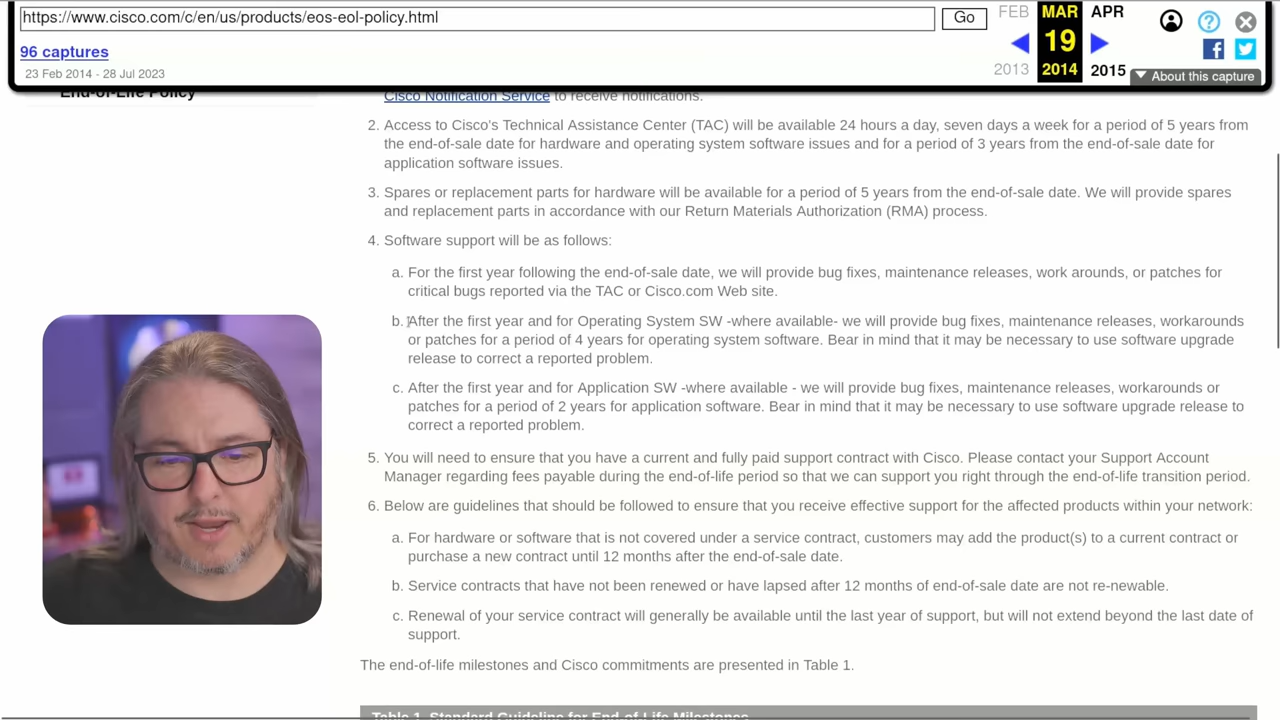 https://www.cisco.com/c/en/us/products/eos-eol-policy.html
Go
FEB
MAR
APR
96 captures
19
23 Feb 2014 - 28 Jul 2023
2013
2014
2015
About this capture
End-of-Life Policy
Cisco Notification Service to receive notifications.
2. Access to Cisco's Technical Assistance Center (TAC) will be available 24 hours a day, seven days a week for a period of 5 years from
the end-of-sale date for hardware and operating system software issues and for a period of 3 years from the end-of-sale date for
application software issues.
3. Spares or replacement parts for hardware will be available for a period of 5 years from the end-of-sale date. We will provide spares
and replacement parts in accordance with our Return Materials Authorization (RMA) process.
4. Software support will be as follows:
a. For the first year following the end-of-sale date, we will provide bug fixes, maintenance releases, work arounds, or patches for
critical bugs reported via the TAC or Cisco.com Web site.
b. After the first year and for Operating System SW -where available- we will provide bug fixes, maintenance releases, workarounds
or patches for a period of 4 years for operating system software. Bear in mind that it may be necessary to use software upgrade
release to correct a reported problem.
c. After the first year and for Application SW -where available - we will provide bug fixes, maintenance releases, workarounds or
patches for a period of 2 years for application software. Bear in mind that it may be necessary to use software upgrade release to
correct a reported problem.
5. You will need to ensure that you have a current and fully paid support contract with Cisco. Please contact your Support Account
Manager regarding fees payable during the end-of-life period so that we can support you right through the end-of-life transition period.
6. Below are guidelines that should be followed to ensure that you receive effective support for the affected products within your network:
a. For hardware or software that is not covered under a service contract, customers may add the product(s) to a current contract or
purchase a new contract until 12 months after the end-of-sale date.
b. Service contracts that have not been renewed or have lapsed after 12 months of end-of-sale date are not re-newable.
c. Renewal of your service contract will generally be available until the last year of support, but will not extend beyond the last date of
support.
The end-of-life milestones and Cisco commitments are presented in Table 1.
Table 1. Standard Guideline for End-of-Life Milestones